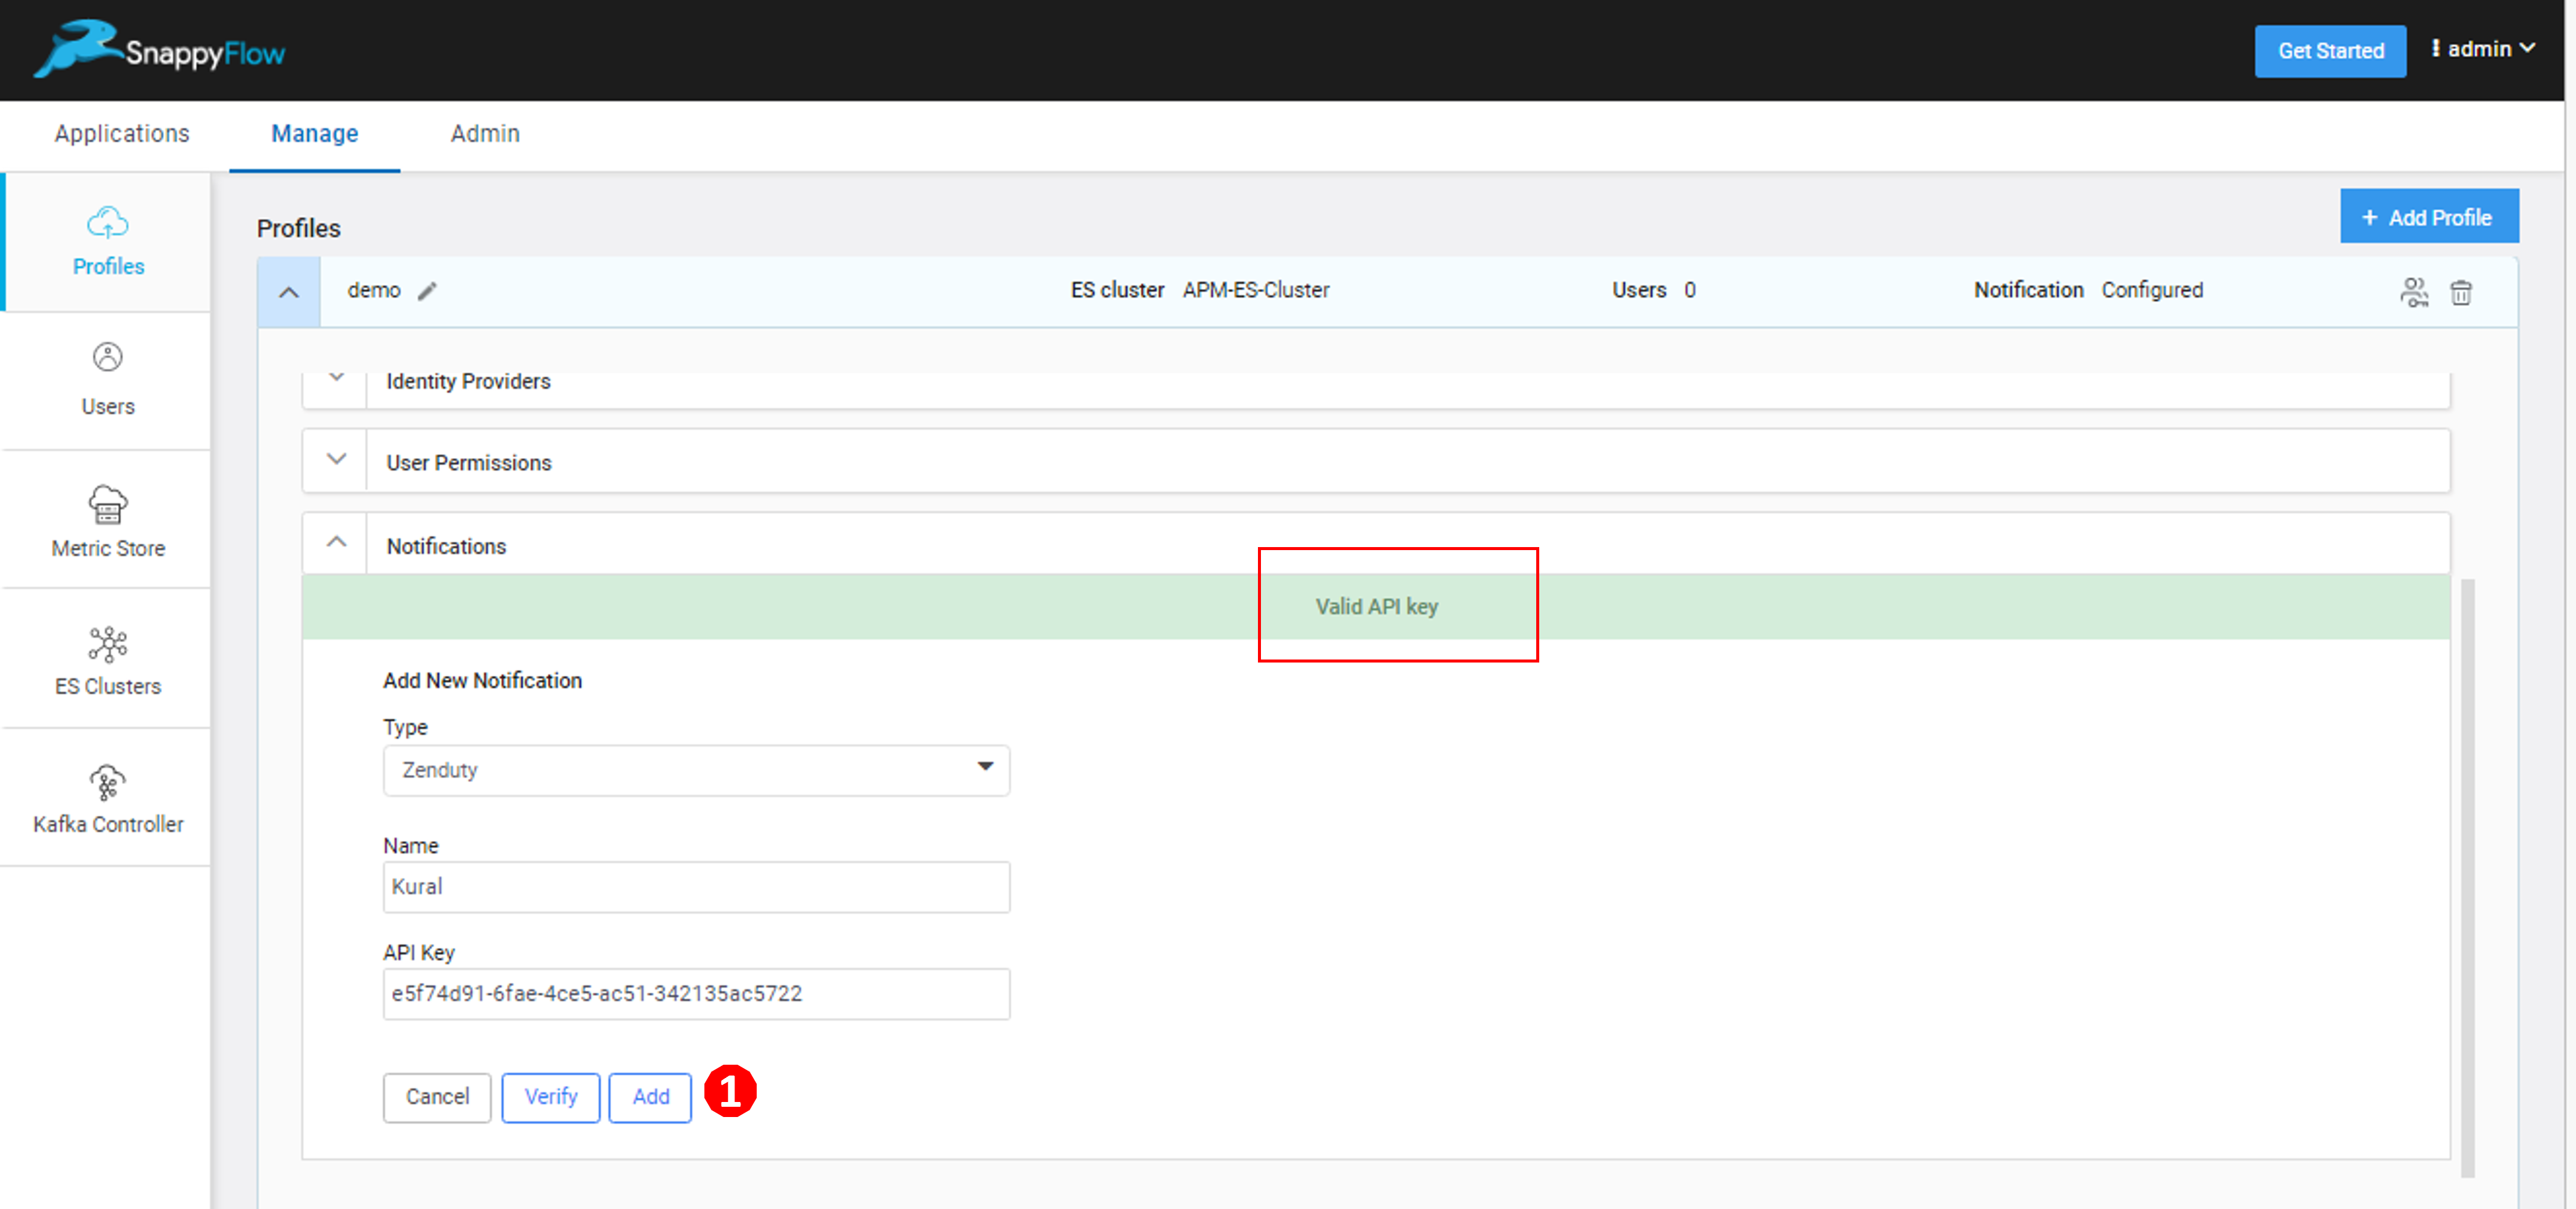 SnappyFlow
Get Started
admin
Applications
Manage
Admin
Profiles
Users
Metric Store
ES Clusters
Kafka Controller
Profiles
+ Add Profile
demo
ES cluster APM-ES-Cluster
Users 0
Notification Configured
Identity Providers
User Permissions
Notifications
Valid API key
Add New Notification
Type
Zenduty
Name
Kural
API Key
e5f74d91-6fae-4ce5-ac51-342135ac5722
Cancel
Verify
Add
1